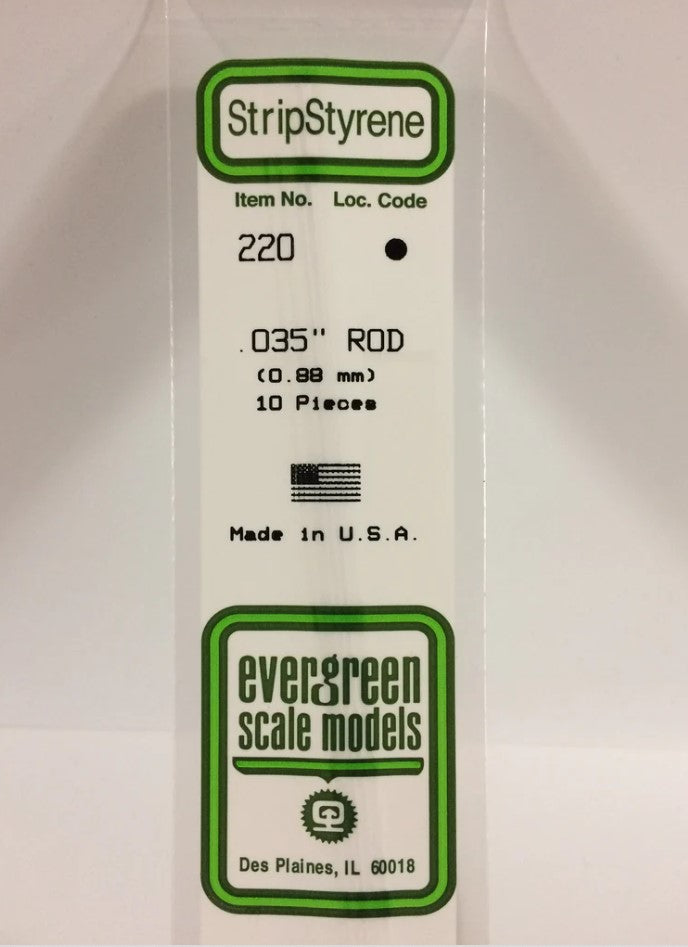 StripStyrene
Item No. Loc. Code
220 ●
.035" ROD
(0.88 mm)
10 Pieces
Made in U.S.A.
evergreen
scale models
Des Plaines, IL 60018